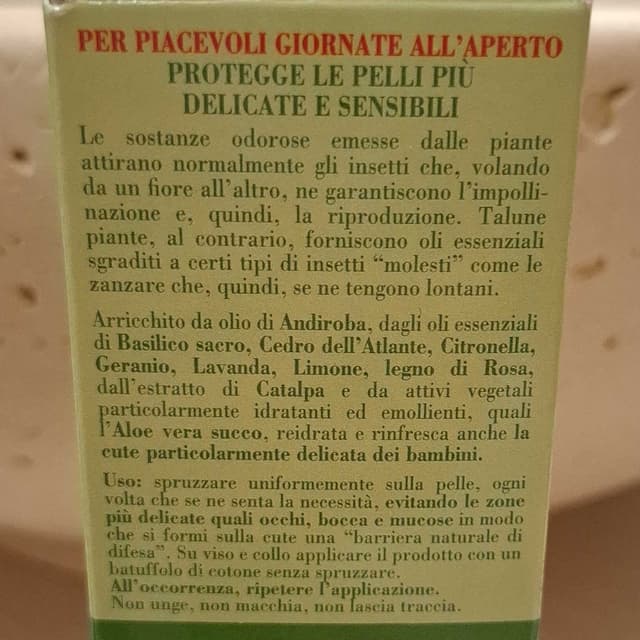 PER PIACEVOLI GIORNATE ALL'APERTO
PROTEGGE LE PELLI PIÙ
DELICATE E SENSIBILI
Le sostanze odorose emesse dalle piante
attirano normalmente gli insetti che, volando
da un fiore all'altro, ne garantiscono l'impolli-
nazione e, quindi, la riproduzione. Talune
piante, al contrario, forniscono oli essenziali
sgraditi a certi tipi di insetti “molesti” come le
zanzare che, quindi, se ne tengono lontani.
Arricchito da olio di Andiroba, dagli oli essenziali
di Basilico sacro, Cedro dell'Atlante, Citronella,
Geranio, Lavanda, Limone, legno di Rosa,
dall'estratto di Catalpa e da attivi vegetali
particolarmente idratanti ed emollienti, quali
l'Aloe vera succo, reidrata e rinfresca anche la
cute particolarmente delicata dei bambini.
Uso: spruzzare uniformemente sulla pelle, ogni
volta che se ne senta la necessità, evitando le zone
più delicate quali occhi, bocca e mucose in modo
che si formi sulla cute una “barriera naturale di
difesa”. Su viso e collo applicare il prodotto con un
batuffolo di cotone senza spruzzare.
All'occorrenza, ripetere l'applicazione.
Non unge, non macchia, non lascia traccia.